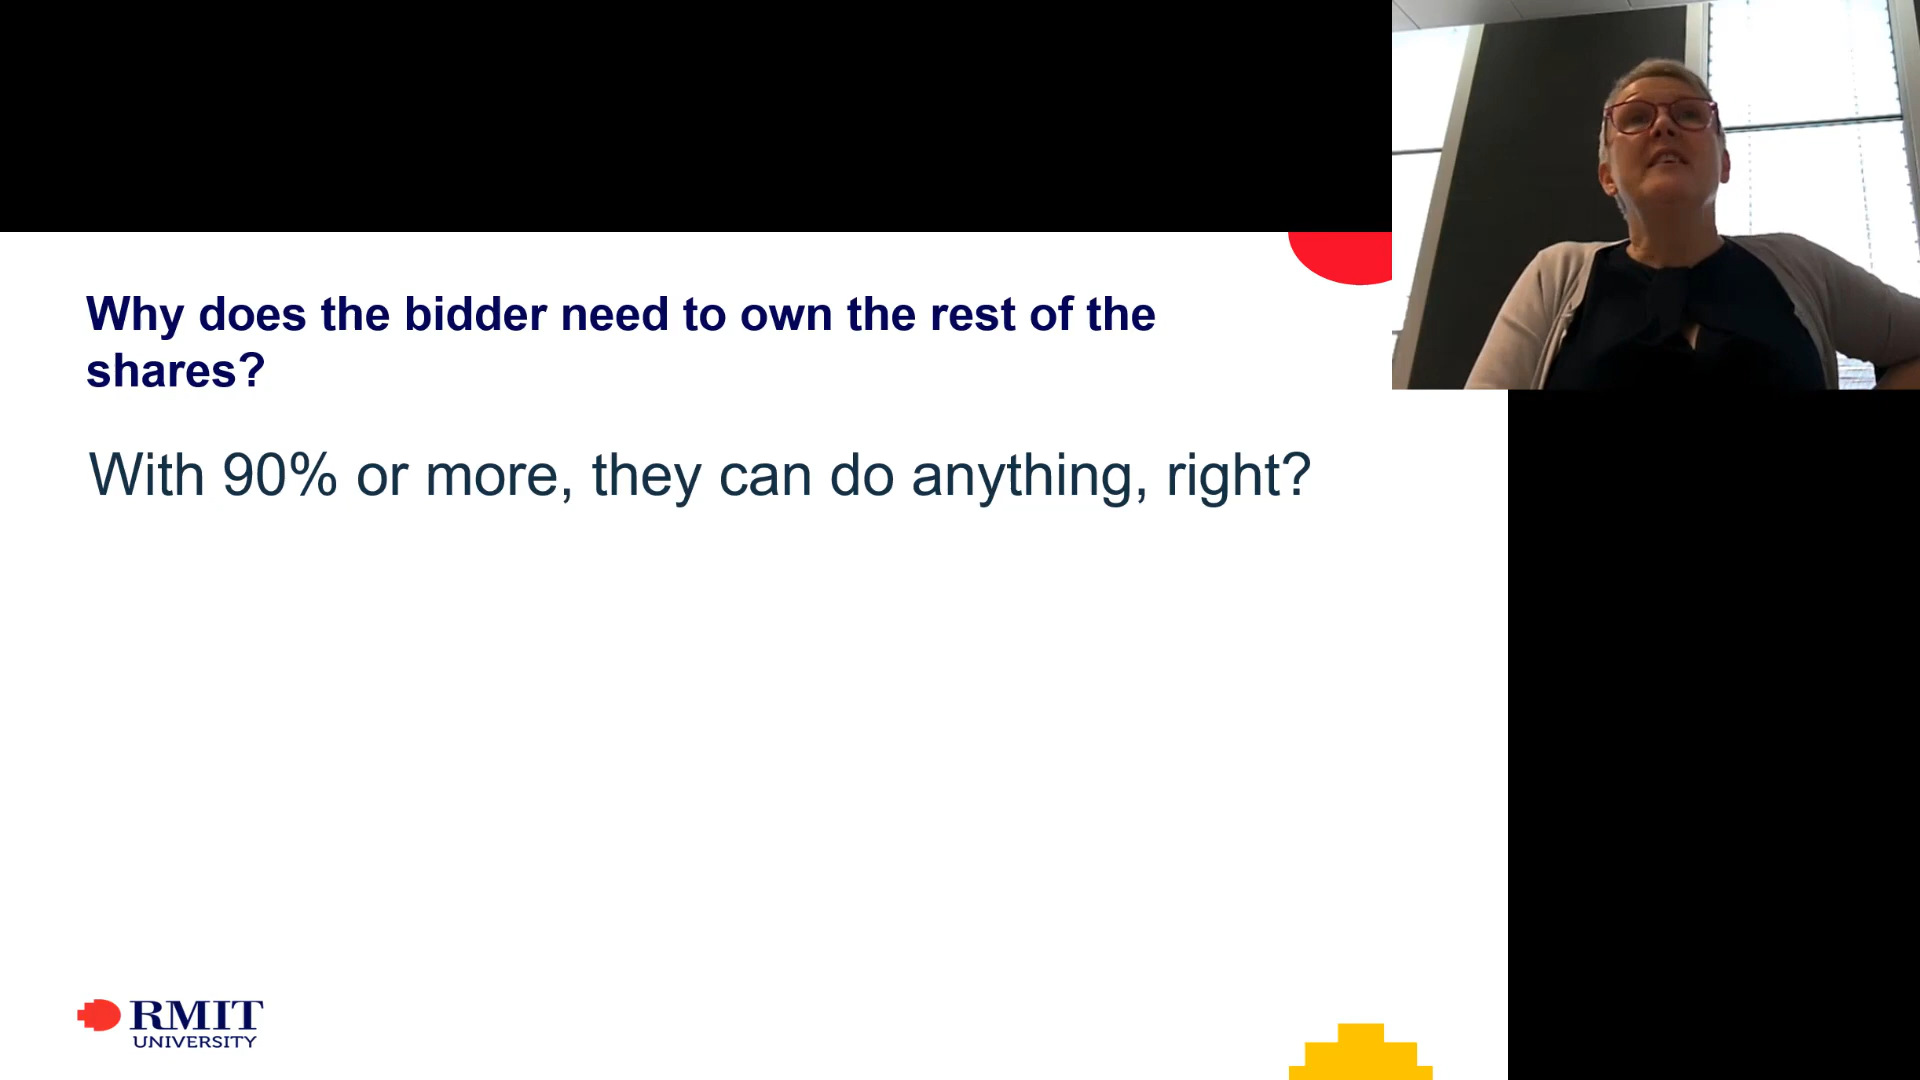 Why does the bidder need to own the rest of the
shares?
With 90% or more, they can do anything, right?
RMIT
UNIVERSITY